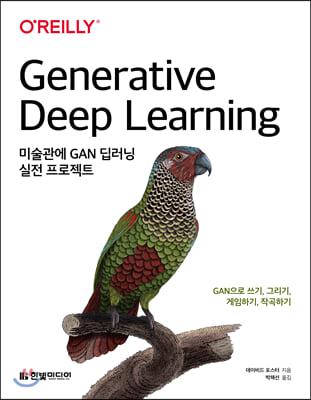 O'REILLY®
Generative
Deep Learning
미술관에 GAN 딥러닝
실전 프로젝트
GAN으로 쓰기, 그리기,
게임하기, 작곡하기
데이비드 포스터 지음
박해선 옮김
한빛미디어